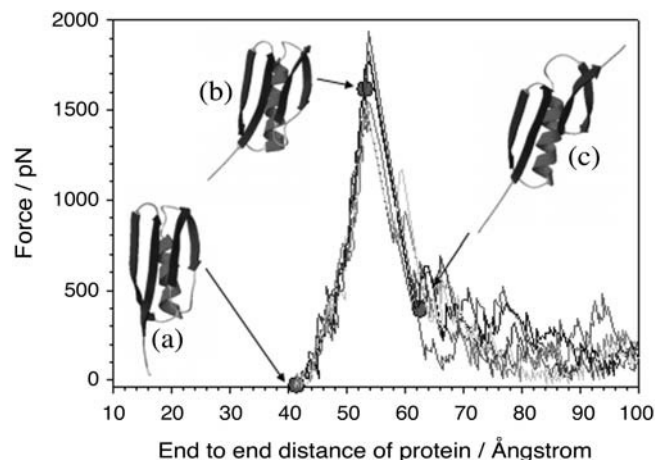 2000
1500
1000
500
0
Force / pN
(b)
(c)
(a)
10 20 30 40 50 60 70 80 90 100
End to end distance of protein / Ångstrom